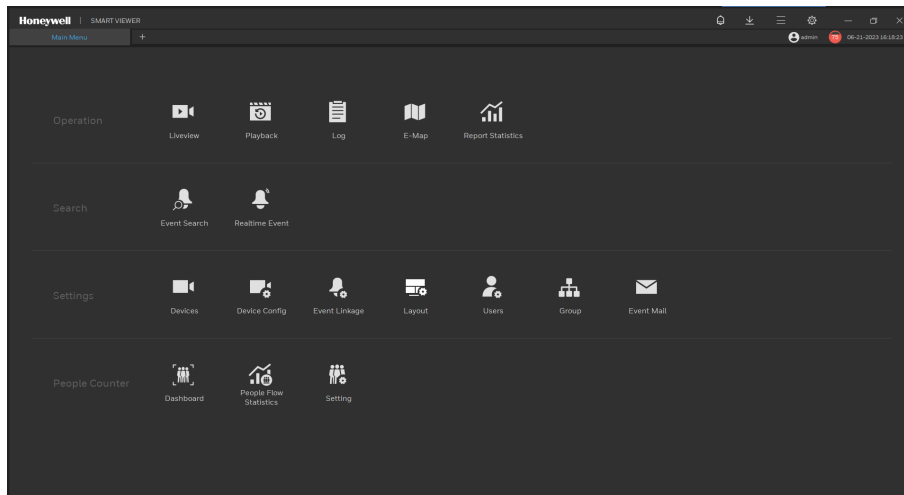 Honeywell | SMART VIEWER
Main Menu +
admin 75 06-21-2023 16:18:23
Operation
Liveview Playback Log E-Map Report Statistics
Search
Event Search Realtime Event
Settings
Devices Device Config Event Linkage Layout Users Group Event Mail
People Counter
Dashboard People Flow Statistics Setting